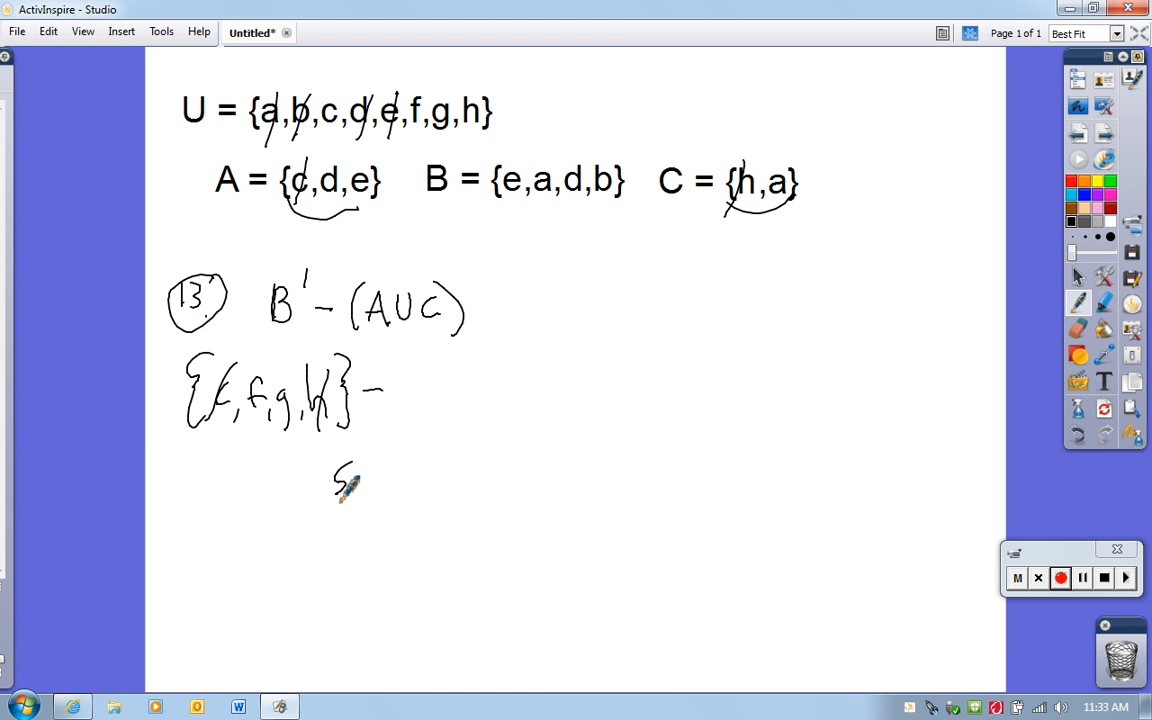 ActivInspire - Studio
File Edit View Insert Tools Help Untitled* Page 1 of 1 Best Fit
U = {a,b,c,d,e,f,g,h}
A = {c,d,e} B = {e,a,d,b} C = {h,a}
13. B' - (A∪C)
{c,f,g,h} -
M
11:33 AM